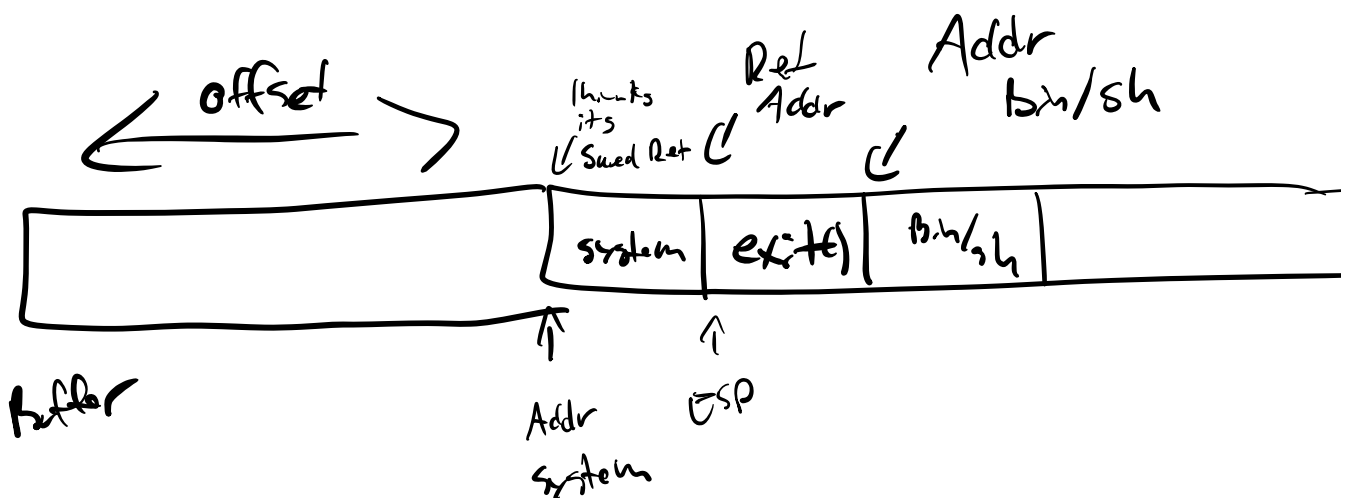 offset
Thinks
its
Saved Ret
Ret
Addr
Addr
Bin/sh
system
exit()
Bin/sh
Buffer
Addr
system
ESP